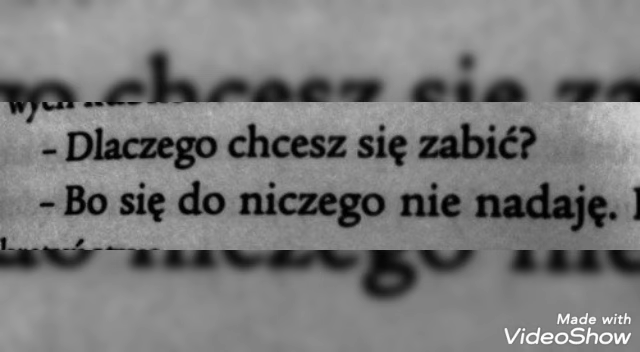 – Dlaczego chcesz się zabić?
– Bo się do niczego nie nadaję.
Made with
VideoShow